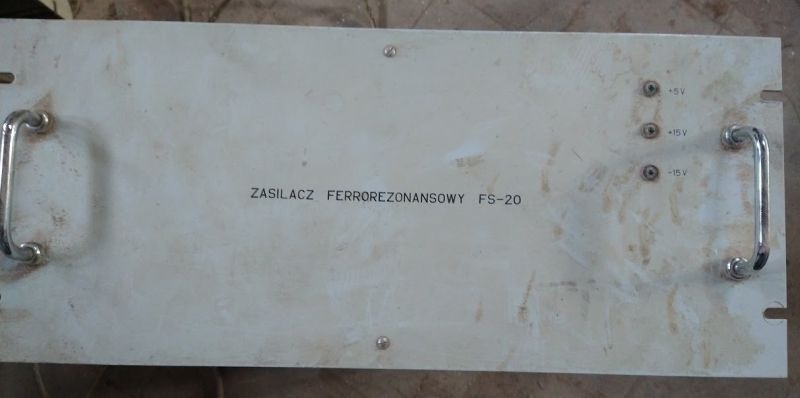 +5V
+15V
-15V
ZASILACZ FERROREZONANSOWY FS-20